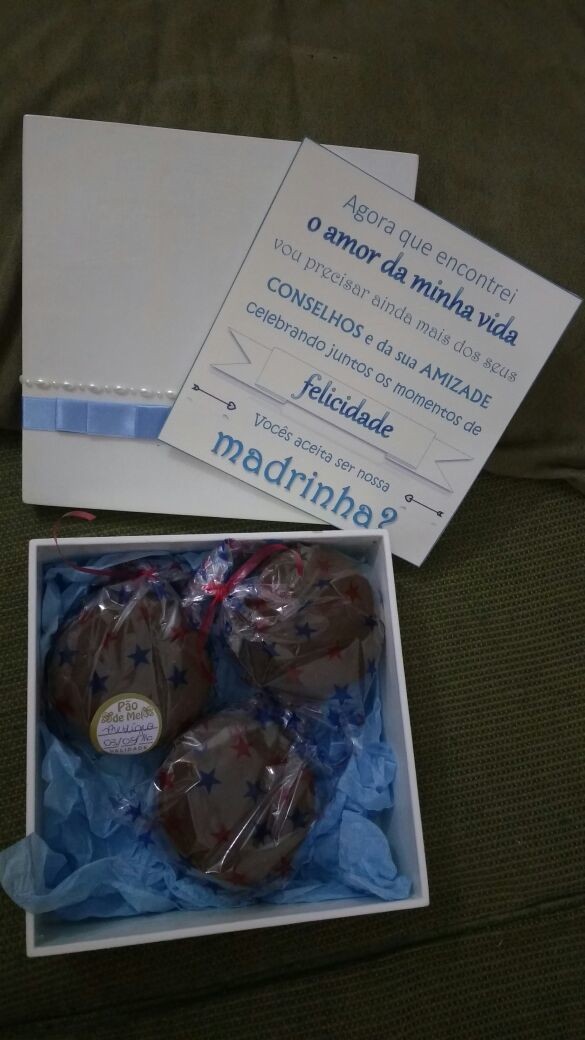 Agora que encontrei
o amor da minha vida
vou precisar ainda mais dos seus
CONSELHOS e da sua AMIZADE
celebrando juntos os momentos de
felicidade
Vocês aceita ser nossa
madrinha?
Pão
de Mel
VALIDADE